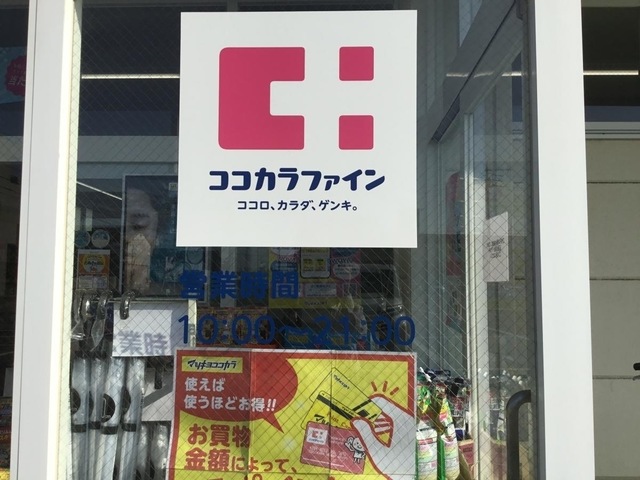 ココカラファイン
ココロ、カラダ、ゲンキ。
営業時間
10:00〜21:00
マツキヨココカラ
使えば
使うほどお得!!
お買物
金額によって、